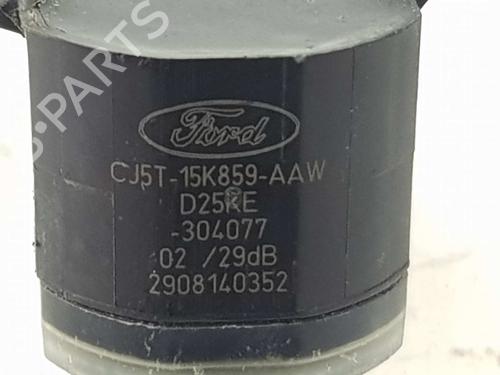 Ford
CJ5T-15K859-AAW
D25KE
-304077
02 /29dB
2908140352
-PARTS